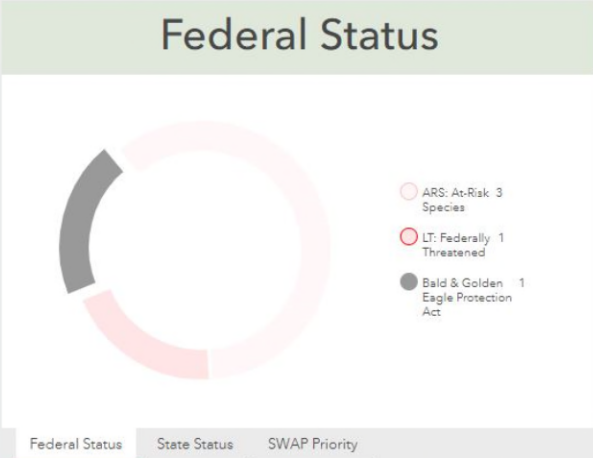 Federal Status
ARS: At-Risk 3
Species
LT: Federally 1
Threatened
Bald & Golden 1
Eagle Protection
Act
Federal Status State Status SWAP Priority